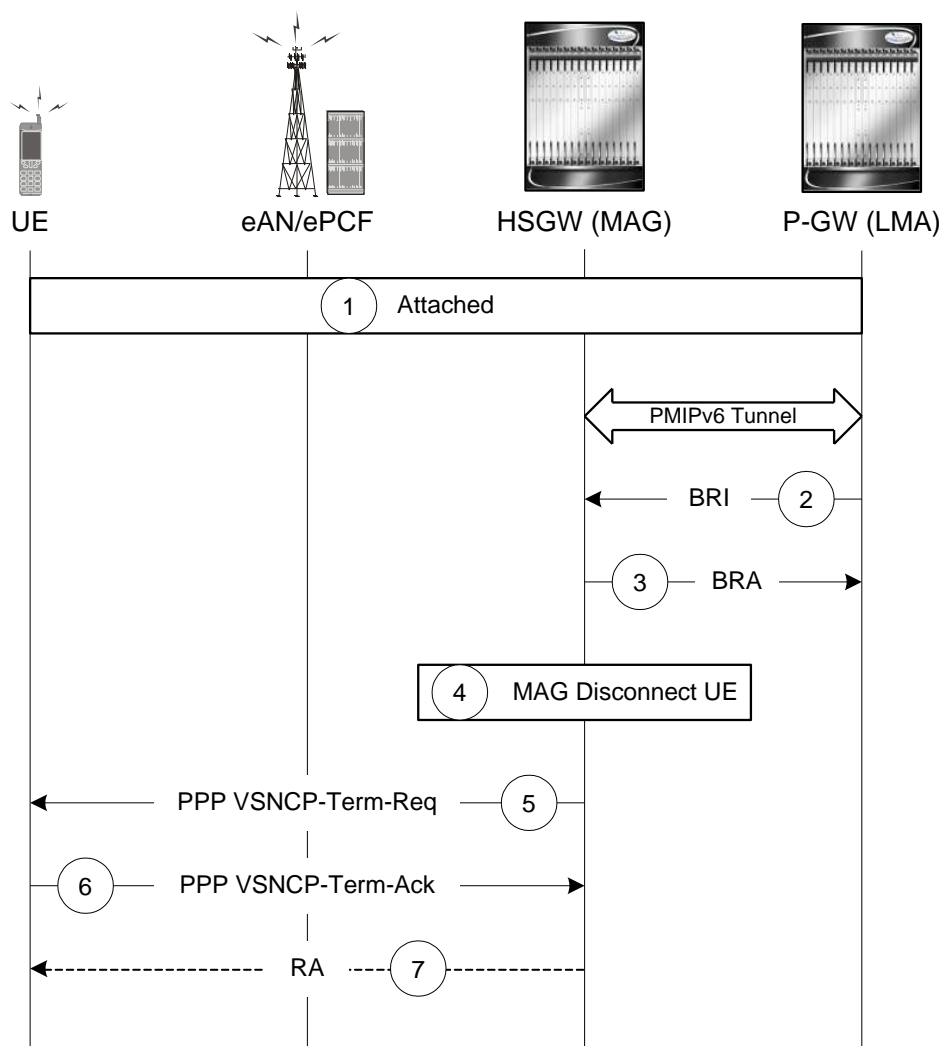 UE
eAN/ePCF
HSGW (MAG)
P-GW (LMA)
1 Attached
PMIPv6 Tunnel
BRI 2
3 BRA
4 MAG Disconnect UE
PPP VSNCP-Term-Req 5
6 PPP VSNCP-Term-Ack
RA 7